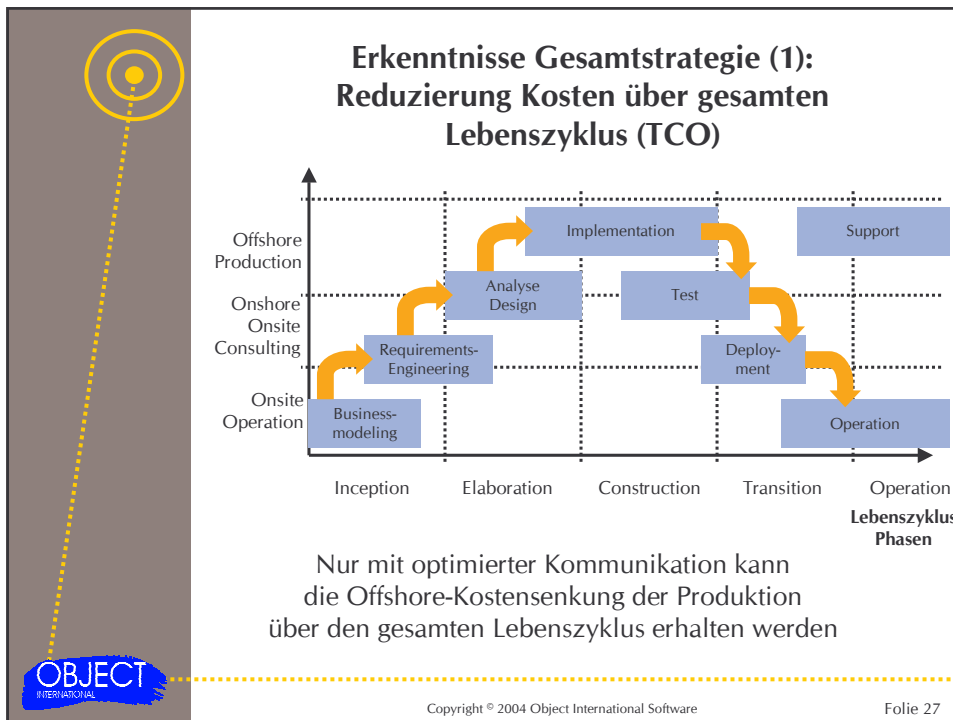 Erkenntnisse Gesamtstrategie (1):
Reduzierung Kosten über gesamten
Lebenszyklus (TCO)
Offshore
Production
Onshore
Onsite
Consulting
Onsite
Operation
Implementation
Support
Analyse
Design
Test
Requirements-
Engineering
Deploy-
ment
Business-
modeling
Operation
Inception
Elaboration
Construction
Transition
Operation
Lebenszyklus
Phasen
Nur mit optimierter Kommunikation kann
die Offshore-Kostensenkung der Produktion
über den gesamten Lebenszyklus erhalten werden
OBJECT
INTERNATIONAL
Copyright © 2004 Object International Software
Folie 27